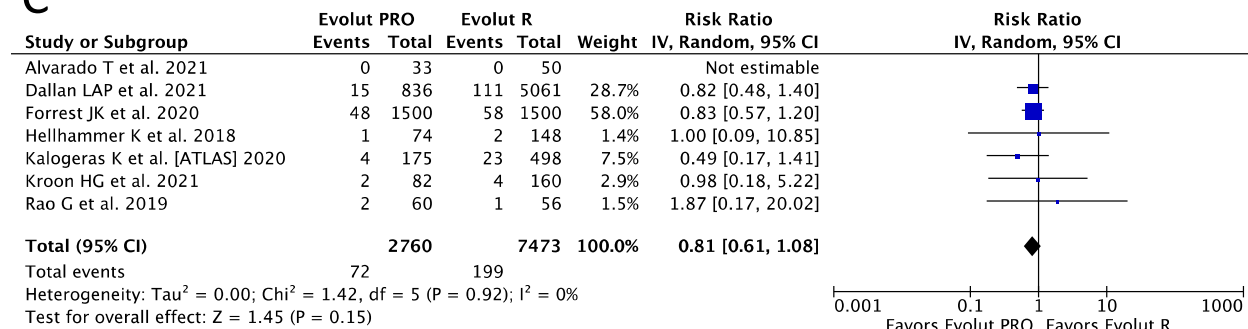 C
Evolut PRO Evolut R Risk Ratio Risk Ratio
Study or Subgroup Events Total Events Total Weight IV, Random, 95% CI IV, Random, 95% CI
Alvarado T et al. 2021 0 33 0 50 Not estimable
Dallan LAP et al. 2021 15 836 111 5061 28.7% 0.82 [0.48, 1.40]
Forrest JK et al. 2020 48 1500 58 1500 58.0% 0.83 [0.57, 1.20]
Hellhammer K et al. 2018 1 74 2 148 1.4% 1.00 [0.09, 10.85]
Kalogeras K et al. [ATLAS] 2020 4 175 23 498 7.5% 0.49 [0.17, 1.41]
Kroon HG et al. 2021 2 82 4 160 2.9% 0.98 [0.18, 5.22]
Rao G et al. 2019 2 60 1 56 1.5% 1.87 [0.17, 20.02]
Total (95% CI) 2760 7473 100.0% 0.81 [0.61, 1.08]
Total events 72 199
Heterogeneity: Tau² = 0.00; Chi² = 1.42, df = 5 (P = 0.92); I² = 0%
Test for overall effect: Z = 1.45 (P = 0.15)
0.001 0.1 1 10 1000
Favors Evolut PRO Favors Evolut R